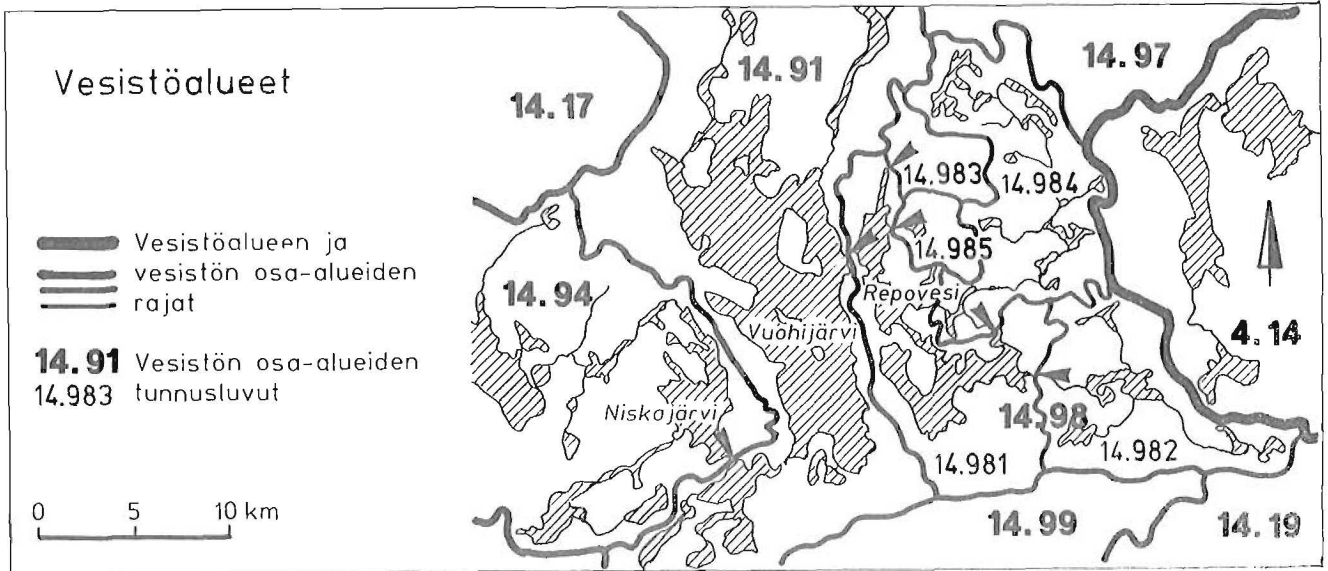 Vesistöalueet
Vesistöalueen ja
vesistön osa-alueiden
rajat
14.91 Vesistön osa-alueiden
14.983 tunnusluvut
0 5 10 km
14.17
14.91
14.97
14.983
14.984
14.985
14.94
Repovesi
Vuohijärvi
4.14
Niskajärvi
14.98
14.981
14.982
14.99
14.19